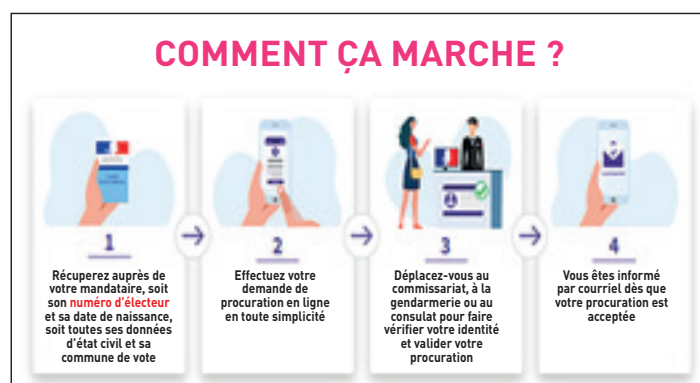 COMMENT ÇA MARCHE ?
1
Récuperez auprès de
votre mandataire, soit
son numéro d'électeur
et sa date de naissance,
soit toutes ses données
d'état civil et sa
commune de vote
2
Effectuez votre
demande de
procuration en ligne
en toute simplicité
3
Déplacez-vous au
commissariat, à la
gendarmerie ou au
consulat pour faire
vérifier votre identité
et valider votre
procuration
4
Vous êtes informé
par courriel dès que
votre procuration est
acceptée